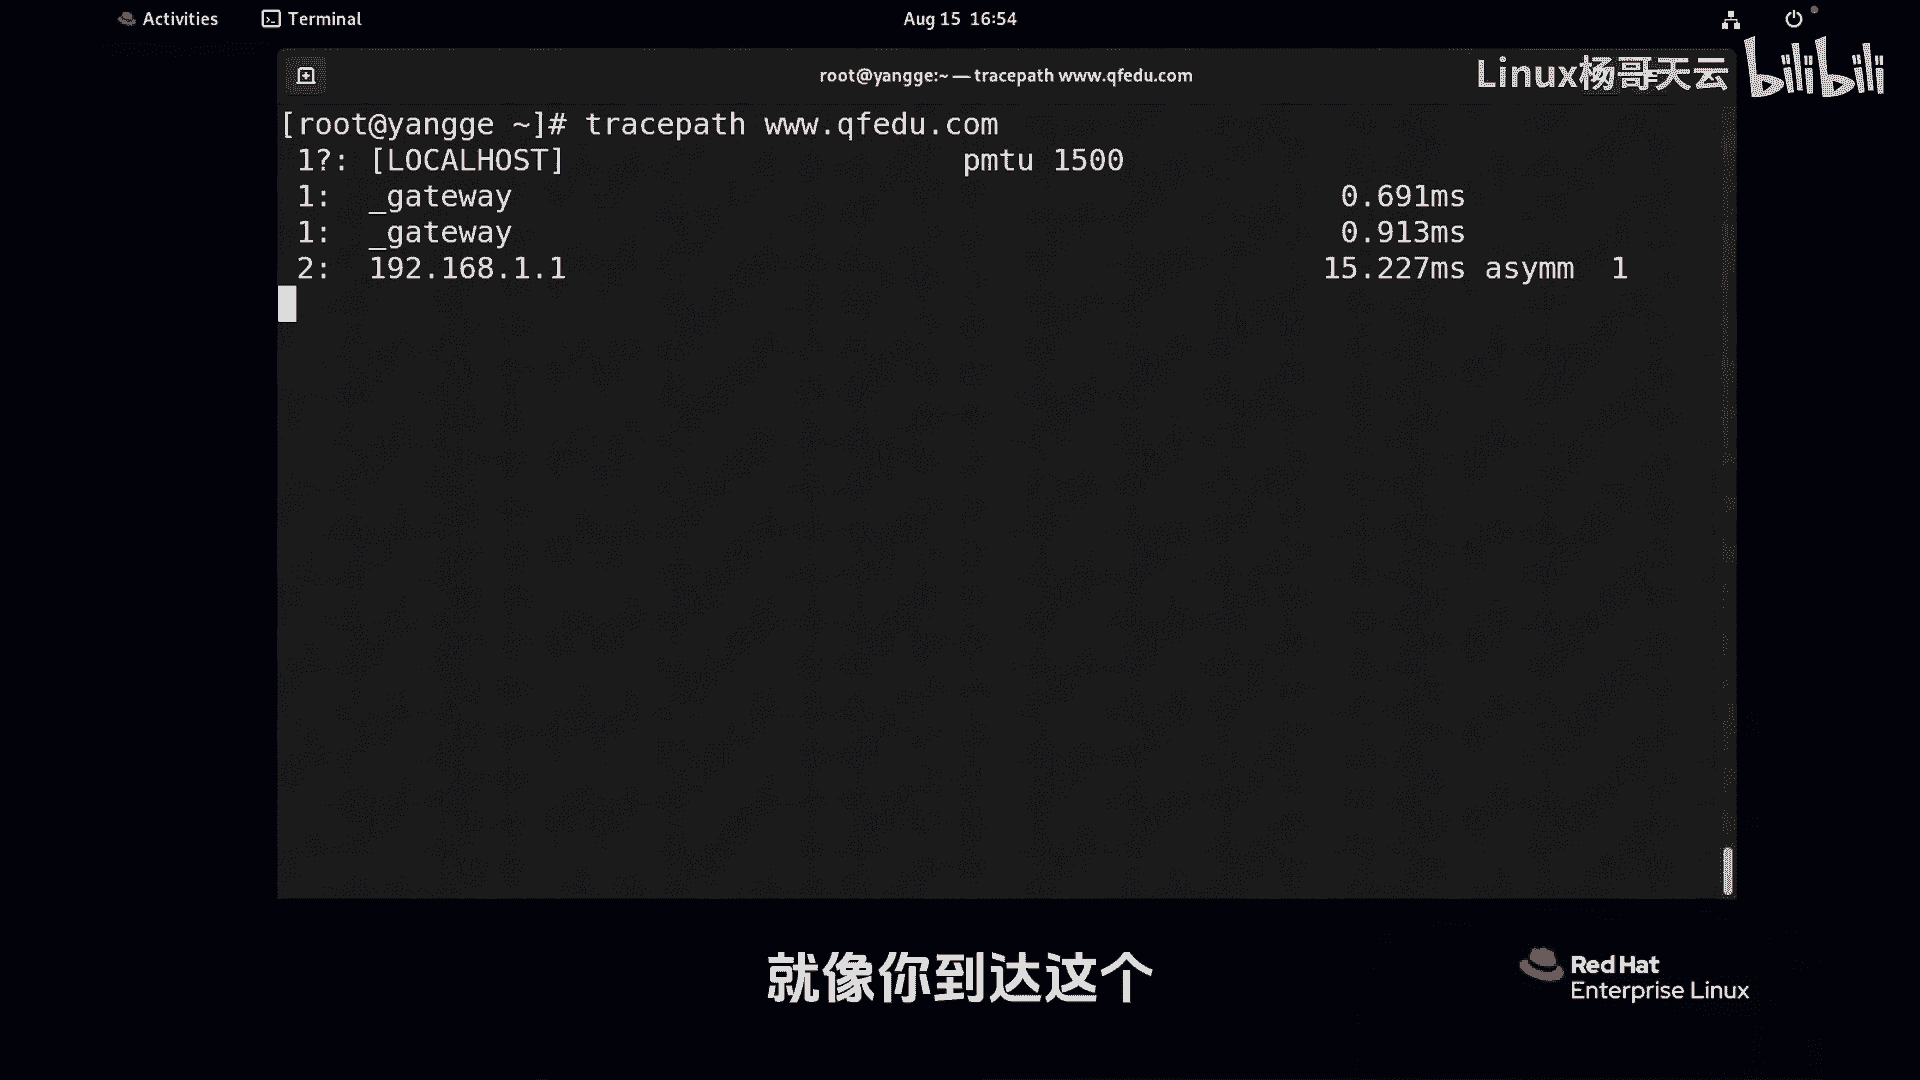 Activities Terminal Aug 15 16:54
root@yangge:~ — tracepath www.qfedu.com
Linux杨哥天云 bilibili
[root@yangge ~]# tracepath www.qfedu.com
1?: [LOCALHOST] pmtu 1500
1: _gateway 0.691ms
1: _gateway 0.913ms
2: 192.168.1.1 15.227ms asymm 1
就像你到达这个
Red Hat
Enterprise Linux